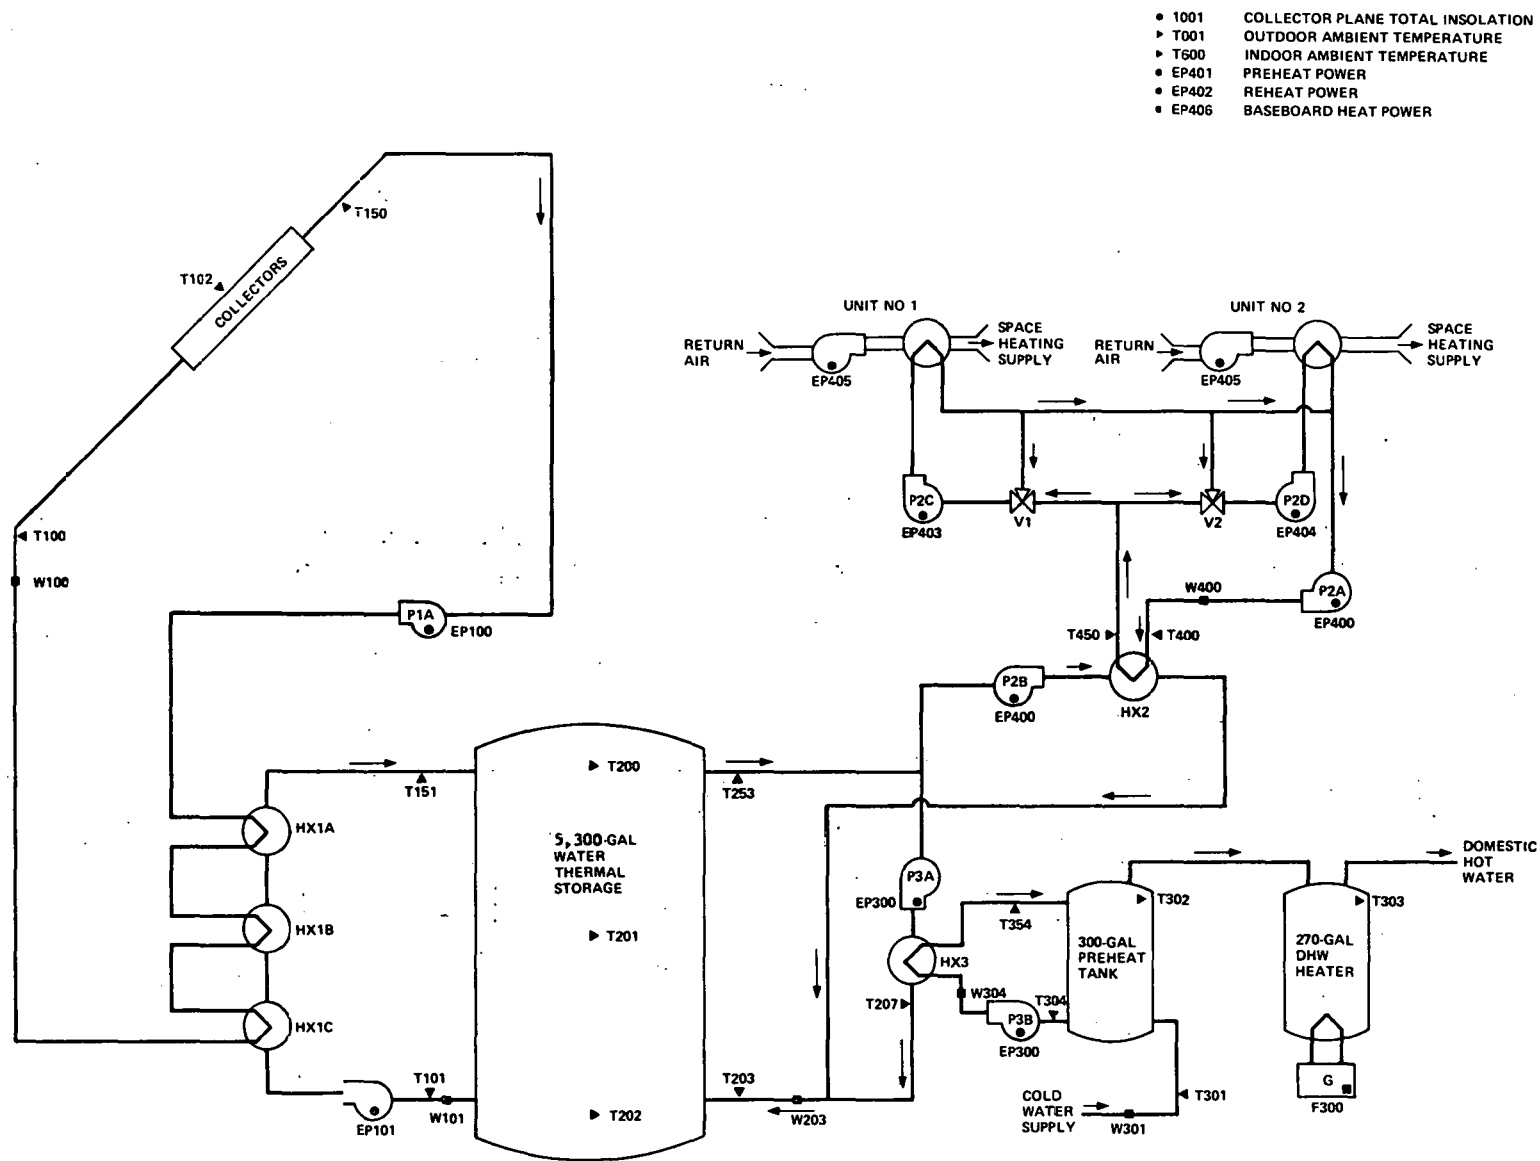 1001 COLLECTOR PLANE TOTAL INSOLATION
T001 OUTDOOR AMBIENT TEMPERATURE
T600 INDOOR AMBIENT TEMPERATURE
EP401 PREHEAT POWER
EP402 REHEAT POWER
EP406 BASEBOARD HEAT POWER
T150
T102
COLLECTORS
UNIT NO 1
UNIT NO 2
RETURN
AIR
EP405
SPACE
HEATING
SUPPLY
RETURN
AIR
EP405
SPACE
HEATING
SUPPLY
P2C
EP403
V1
V2
P2D
EP404
T100
W100
P1A
EP100
W400
P2A
EP400
T450
T400
P2B
EP400
HX2
T200
T151
T253
HX1A
5,300-GAL
WATER
THERMAL
STORAGE
P3A
EP300
T354
T302
T303
DOMESTIC
HOT
WATER
HX1B
T201
HX3
300-GAL
PREHEAT
TANK
270-GAL
DHW
HEATER
W304
T207
T304
P3B
EP300
HX1C
T101
W101
EP101
T202
T203
W203
COLD
WATER
SUPPLY
W301
T301
G
F300